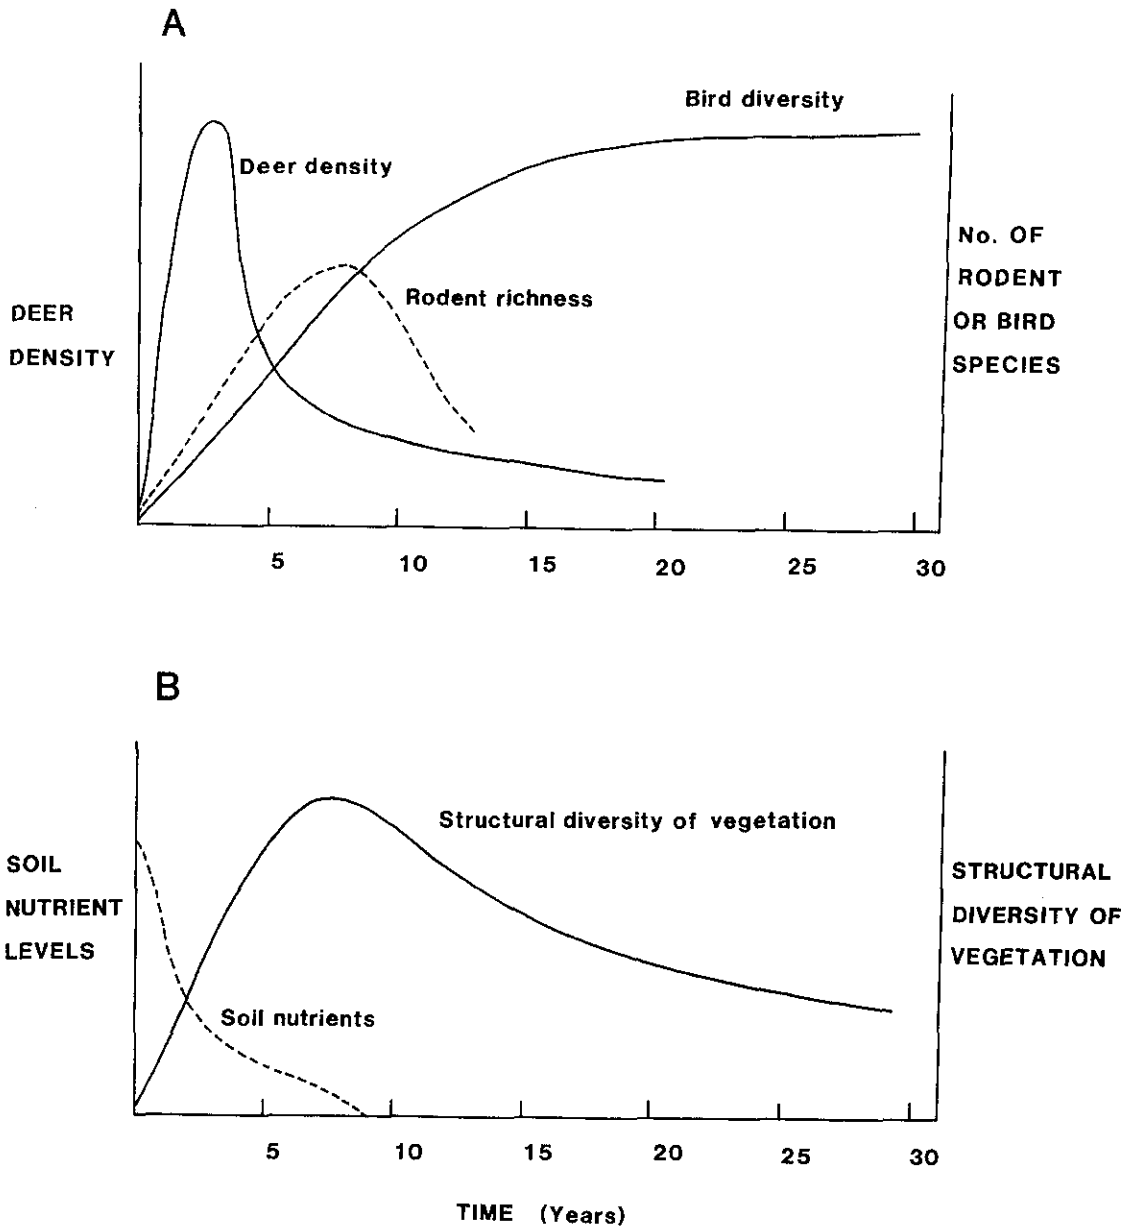 A
Bird diversity
Deer density
No. OF
RODENT
OR BIRD
SPECIES
Rodent richness
DEER
DENSITY
5 10 15 20 25 30
B
Structural diversity of vegetation
SOIL
NUTRIENT
LEVELS
STRUCTURAL
DIVERSITY OF
VEGETATION
Soil nutrients
5 10 15 20 25 30
TIME (Years)